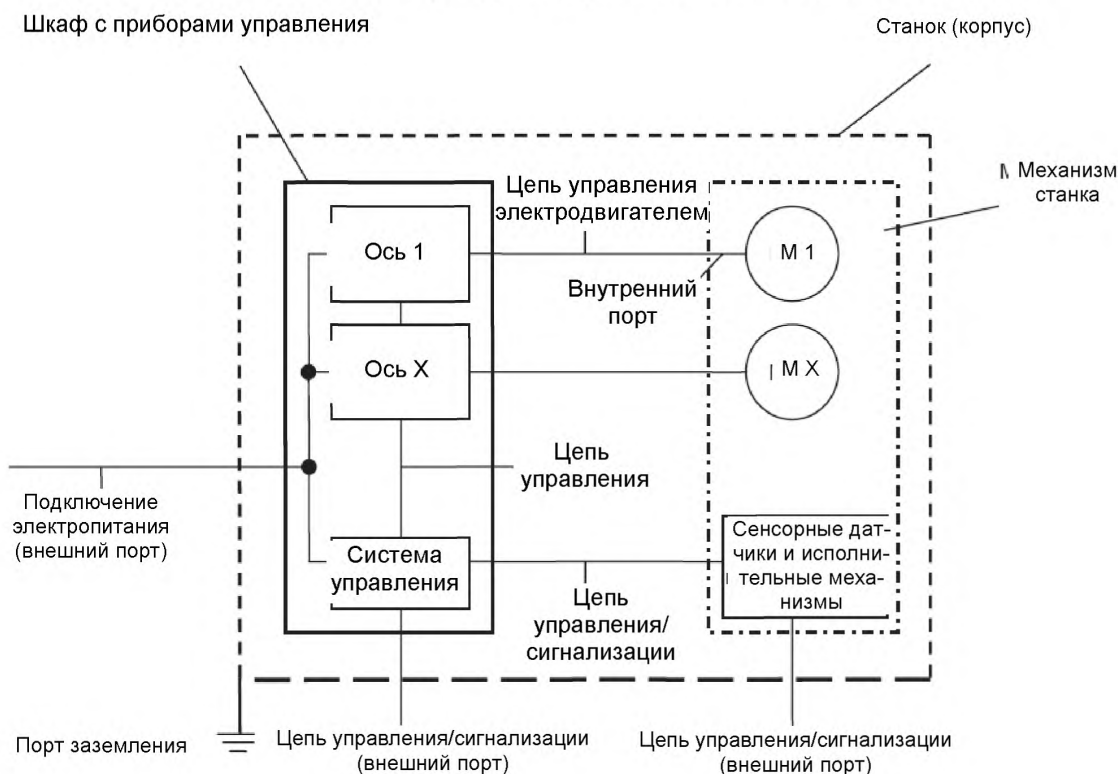 Шкаф с приборами управления
Станок (корпус)
Механизм
станка
Цепь управления
электродвигателем
Ось 1
М 1
Внутренний
порт
Ось X
М X
Цепь
управления
Подключение
электропитания
(внешний порт)
Система
управления
Сенсорные дат-
чики и исполни-
тельные меха-
низмы
Цепь
управления/
сигнализации
Порт заземления
Цепь управления/сигнализации
(внешний порт)
Цепь управления/сигнализации
(внешний порт)